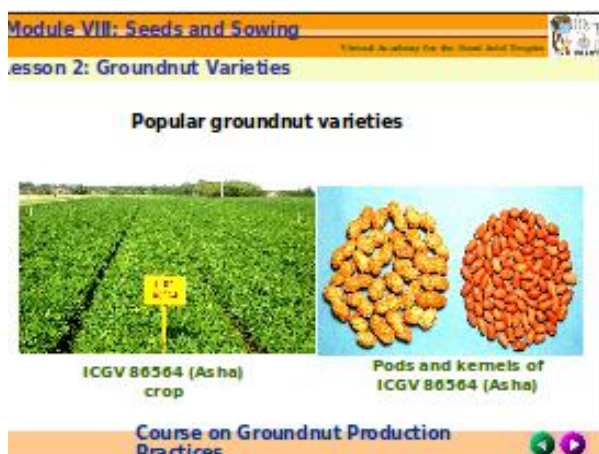 Module VIII: Seeds and Sowing
Virtual Academy for the Semi Arid Tropics
esson 2: Groundnut Varieties
Popular groundnut varieties
ICGV 86564 (Asha)
crop
Pods and kernels of
ICGV 86564 (Asha)
Course on Groundnut Production
Practices